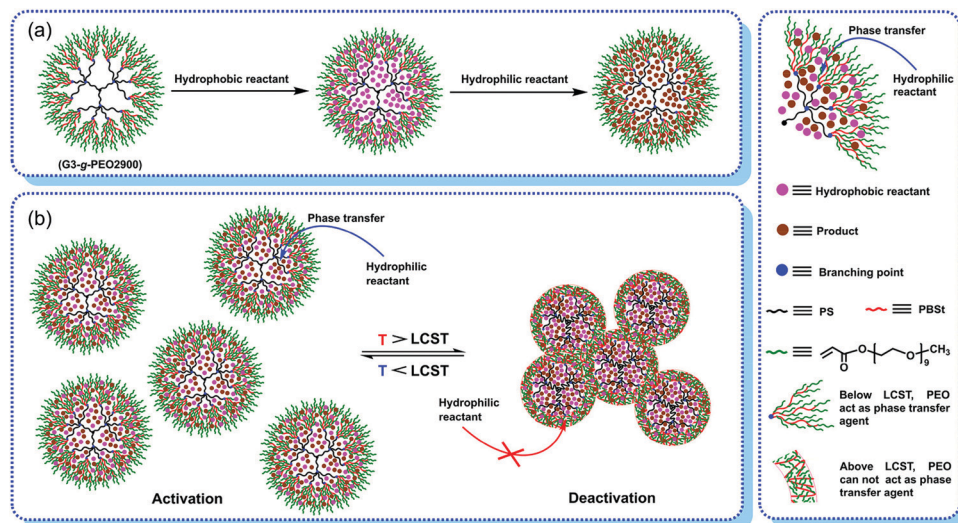 (a)
Hydrophobic reactant
Hydrophilic reactant
(G3-g-PEO2900)
(b)
Phase transfer
Hydrophilic
reactant
T > LCST
T < LCST
Hydrophilic
reactant
Activation
Deactivation
Phase transfer
Hydrophilic
reactant
Hydrophobic reactant
Product
Branching point
PS
PBSt
O
O
O
9
CH3
Below LCST, PEO
act as phase transfer
agent
Above LCST, PEO
can not act as phase
transfer agent